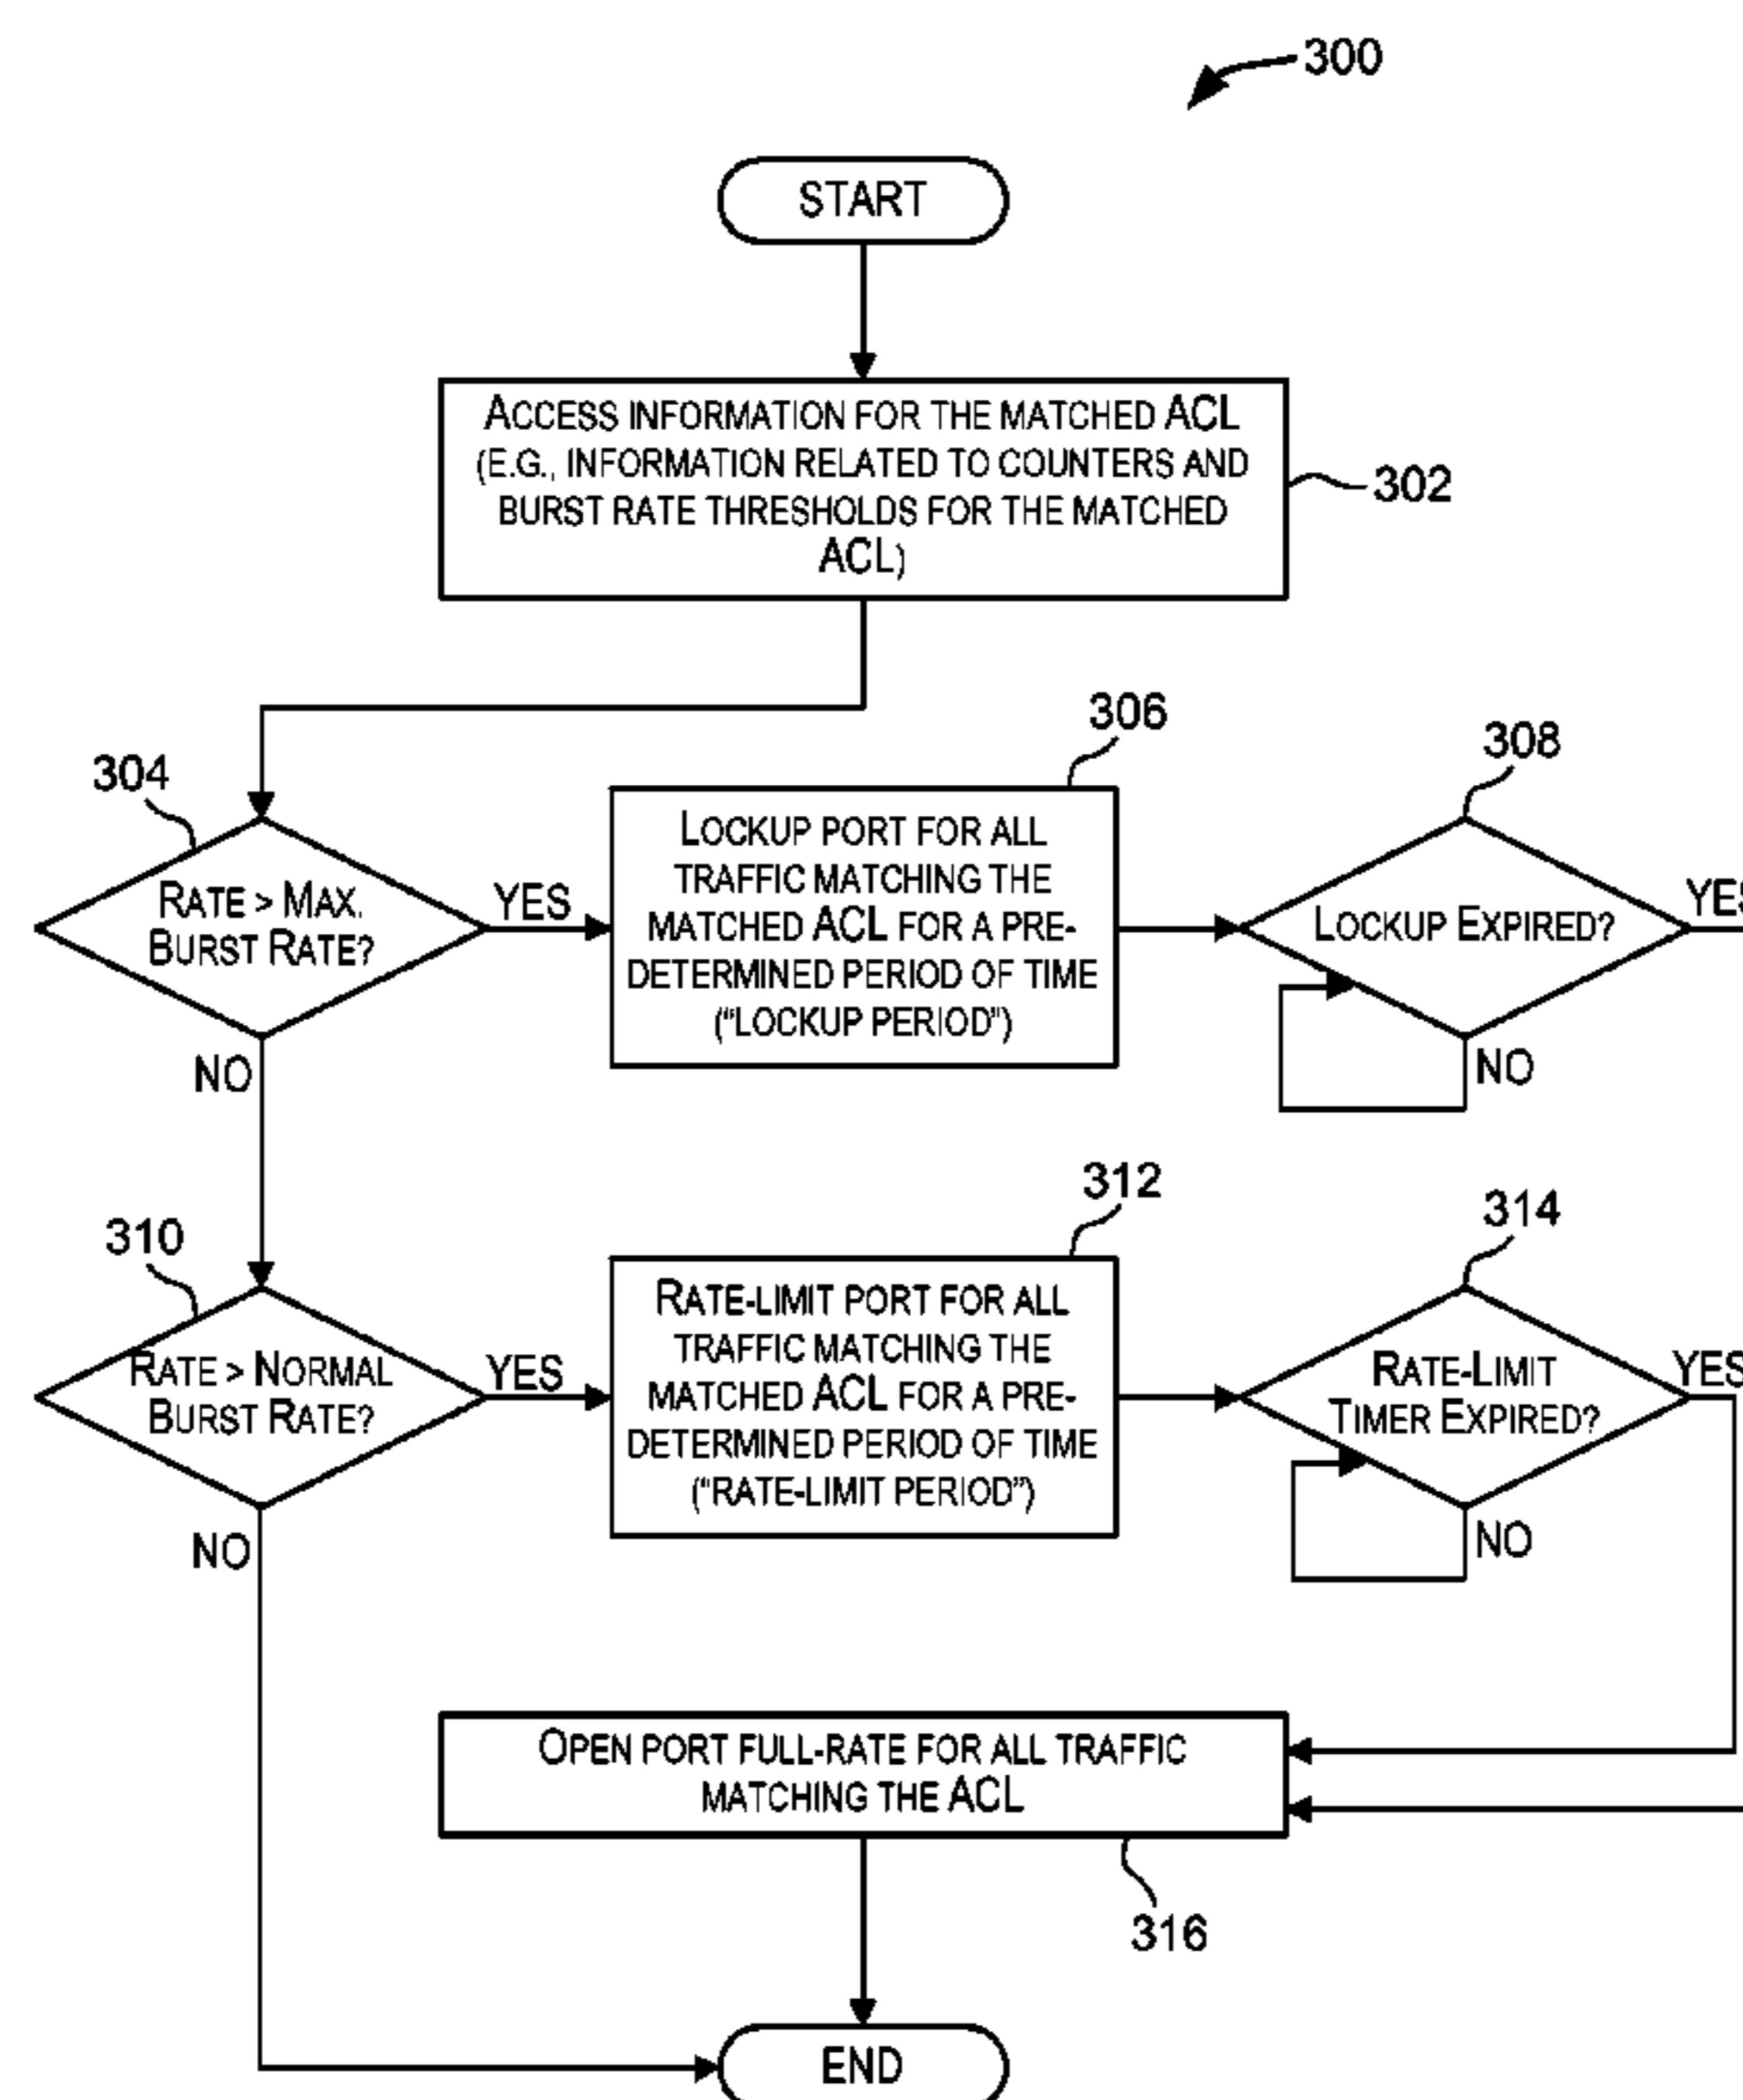 300
START
ACCESS INFORMATION FOR THE MATCHED ACL
(E.G., INFORMATION RELATED TO COUNTERS AND
BURST RATE THRESHOLDS FOR THE MATCHED
ACL)
302
304
RATE > MAX.
BURST RATE?
YES
NO
306
LOCKUP PORT FOR ALL
TRAFFIC MATCHING THE
MATCHED ACL FOR A PRE-
DETERMINED PERIOD OF TIME
("LOCKUP PERIOD")
308
LOCKUP EXPIRED?
YES
NO
310
RATE > NORMAL
BURST RATE?
YES
NO
312
RATE-LIMIT PORT FOR ALL
TRAFFIC MATCHING THE
MATCHED ACL FOR A PRE-
DETERMINED PERIOD OF TIME
("RATE-LIMIT PERIOD")
314
RATE-LIMIT
TIMER EXPIRED?
YES
NO
OPEN PORT FULL-RATE FOR ALL TRAFFIC
MATCHING THE ACL
316
END